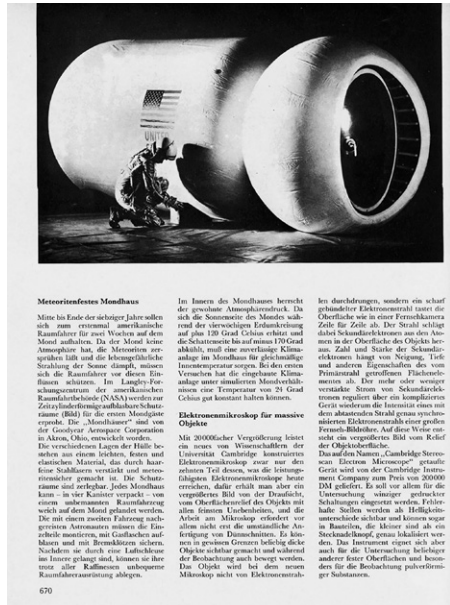 UNITE
Meteoritenfestes Mondhaus
Mitte bis Ende der siebziger Jahre sollen
sich zum erstenmal amerikanische
Raumfahrer für zwei Wochen auf dem
Mond aufhalten. Da der Mond keine
Atmosphäre hat, die Meteoriten zer-
sprühen läßt und die lebensgefährliche
Strahlung der Sonne dämpft, müssen
sich die Raumfahrer vor diesen Ein-
flüssen schützen. Im Langley-For-
schungszentrum der amerikanischen
Raumfahrtbehörde (NASA) werden zur
Zeit zylinderförmige aufblasbare Schutz-
räume (Bild) für die ersten Mondgäste
erprobt. Die „Mondhäuser“ sind von
der Goodyear Aerospace Corporation
in Akron, Ohio, entwickelt worden.
Die verschiedenen Lagen der Hülle be-
stehen aus einem leichten, festen und
elastischen Material, das durch haar-
feine Stahlfasern verstärkt und meteo-
ritensicher gemacht ist. Die Schutz-
räume sind zerlegbar. Jedes Mondhaus
kann – in vier Kanister verpackt – von
einem unbemannten Raumfahrzeug
weich auf dem Mond gelandet werden.
Die mit einem zweiten Fahrzeug nach-
gereisten Astronauten müssen die Ein-
zelteile montieren, mit Gasflaschen auf-
blasen und mit Bremsklötzen sichern.
Nachdem sie durch eine Luftschleuse
ins Innere gelangt sind, können sie ihre
trotz aller Raffinessen unbequeme
Raumfahrerausrüstung ablegen.
Im Innern des Mondhauses herrscht
der gewohnte Atmosphärendruck. Da
sich die Sonnenseite des Mondes wäh-
rend der vierwöchigen Erdumkreisung
auf plus 120 Grad Celsius erhitzt und
die Schattenseite bis auf minus 170 Grad
abkühlt, muß eine zuverlässige Klima-
anlage im Mondhaus für gleichmäßige
Innentemperatur sorgen. Bei den ersten
Versuchen hat die eingebaute Klima-
anlage unter simulierten Mondverhält-
nissen eine Temperatur von 24 Grad
Celsius gut konstant halten können.
Elektronenmikroskop für massive
Objekte
Mit 20000facher Vergrößerung leistet
ein neues von Wissenschaftlern der
Universität Cambridge konstruiertes
Elektronenmikroskop zwar nur den
zehnten Teil dessen, was die leistungs-
fähigsten Elektronenmikroskope heute
erreichen, dafür erhält man aber ein
vergrößertes Bild von der Draufsicht,
vom Oberflächenrelief des Objekts mit
allen feinsten Unebenheiten, und die
Arbeit am Mikroskop erfordert vor
allem nicht erst die umständliche An-
fertigung von Dünnschnitten. Es kön-
nen in gewissen Grenzen beliebig dicke
Objekte sichtbar gemacht und während
der Beobachtung auch bewegt werden.
Das Objekt wird bei dem neuen
Mikroskop nicht von Elektronenstrah-
len durchdrungen, sondern ein scharf
gebündelter Elektronenstrahl tastet die
Oberfläche wie in einer Fernsehkamera
Zeile für Zeile ab. Der Strahl schlägt
dabei Sekundärelektronen aus den Ato-
men in der Oberfläche des Objekts her-
aus. Zahl und Stärke der Sekundär-
elektronen hängt von Neigung, Tiefe
und anderen Eigenschaften des vom
Primärstrahl getroffenen Flächenele-
mentes ab. Der mehr oder weniger
verstärkte Strom von Sekundärelek-
tronen reguliert über ein kompliziertes
Gerät wiederum die Intensität eines mit
dem abtastenden Strahl genau synchro-
nisierten Elektronenstrahls einer großen
Fernseh-Bildröhre. Auf diese Weise ent-
steht ein vergrößertes Bild vom Relief
der Objektoberfläche.
Das auf den Namen „Cambridge Stereo-
scan Electron Microscope“ getaufte
Gerät wird von der Cambridge Instru-
ment Company zum Preis von 200000
DM geliefert. Es soll vor allem für die
Untersuchung winziger gedruckter
Schaltungen eingesetzt werden. Fehler-
hafte Stellen werden als Helligkeits-
unterschiede sichtbar und können sogar
in Bauteilen, die kleiner sind als ein
Stecknadelknopf, genau lokalisiert wer-
den. Das Instrument eignet sich aber
auch für die Untersuchung beliebiger
anderer fester Oberflächen und beson-
ders für die Beobachtung pulverförmi-
ger Substanzen.
670